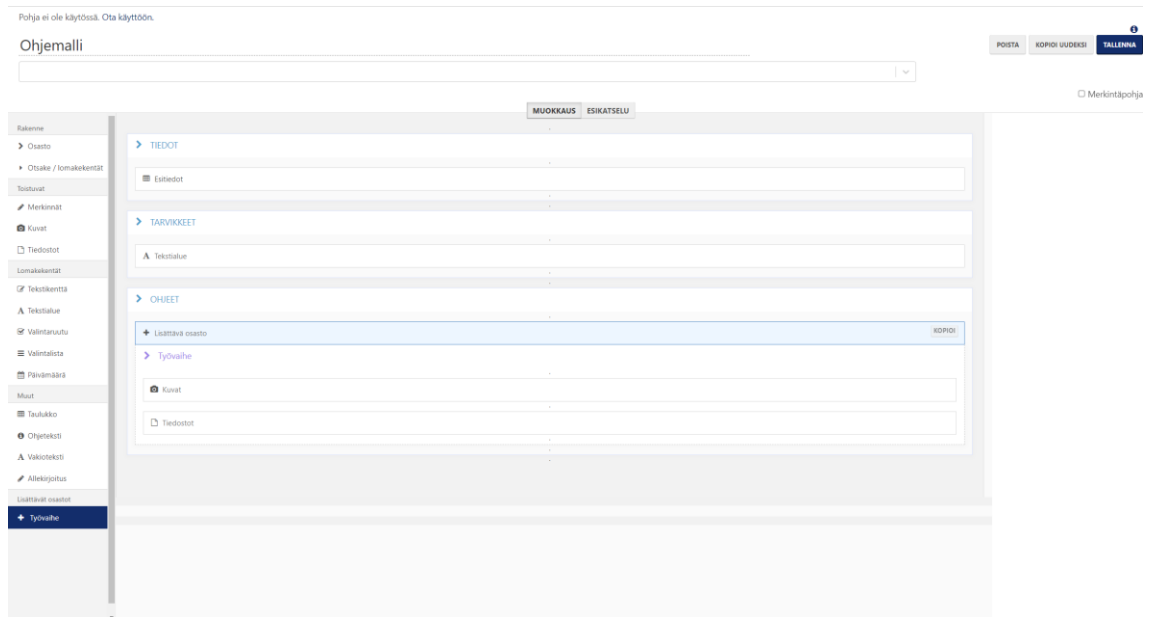 Pohja ei ole käytössä. Ota käyttöön.
Ohjemalli
POISTA KOPIOI UUDEKSI TALLENNA
Merkintäpohja
MUOKKAUS ESIKATSELU
Rakenne
Osasto
Otsake / lomakekentät
Toistuvat
Merkinnät
Kuvat
Tiedostot
Lomakekentät
Tekstikenttä
Tekstialue
Valintaruutu
Valintalista
Päivämäärä
Muut
Taulukko
Ohjeteksti
Vakioteksti
Allekirjoitus
Lisättävät osastot
Työvaihe
TIEDOT
Esitiedot
TARVIKKEET
Tekstialue
OHJEET
Lisättävä osasto KOPIOI
Työvaihe
Kuvat
Tiedostot